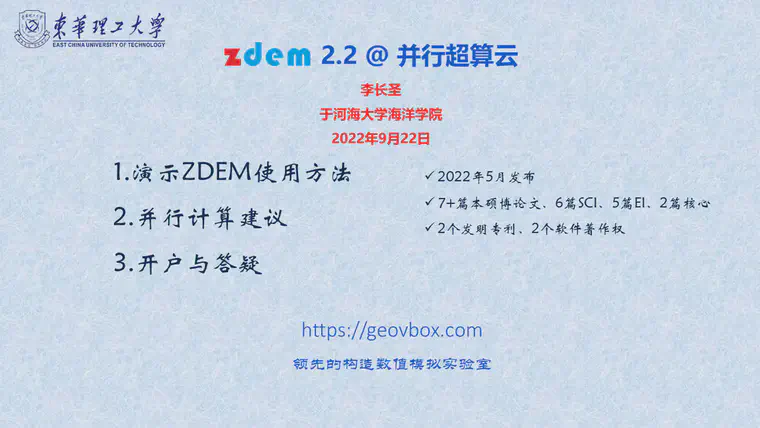 東華理工大學
EAST CHINA UNIVERSITY OF TECHNOLOGY
zdem 2.2 @ 并行超算云
李长圣
于河海大学海洋学院
2022年9月22日
1.演示ZDEM使用方法
2.并行计算建议
3.开户与答疑
✓2022年5月发布
✓7+篇本硕博论文、6篇SCI、5篇EI、2篇核心
✓2个发明专利、2个软件著作权
https://geovbox.com
领先的构造数值模拟实验室